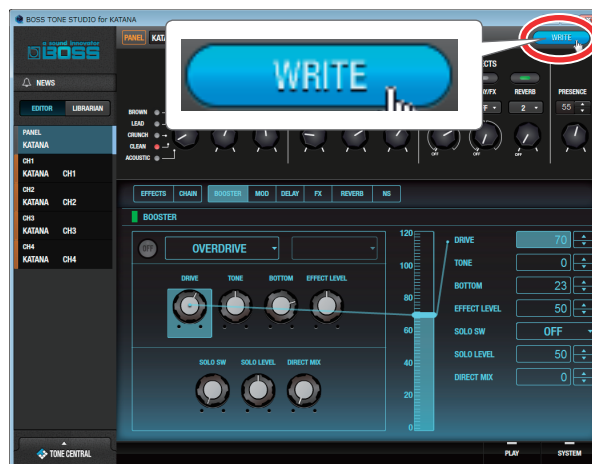 BOSS TONE STUDIO for KATANA
a sound innovator
BOSS
PANEL
WRITE
WRITE
NEWS
EDITOR LIBRARIAN
REVERB PRESENCE
2 55
BROWN
LEAD
CRUNCH
CLEAN
ACOUSTIC
OFF OFF OFF
PANEL
KATANA
CH1
KATANA CH1
CH2
KATANA CH2
CH3
KATANA CH3
CH4
KATANA CH4
EFFECTS CHAIN BOOSTER MOD DELAY FX REVERB NS
BOOSTER
OFF OVERDRIVE
DRIVE TONE BOTTOM EFFECT LEVEL
SOLO SW SOLO LEVEL DIRECT MIX
120
100
80
60
40
20
0
DRIVE 70
TONE 0
BOTTOM 23
EFFECT LEVEL 50
SOLO SW OFF
SOLO LEVEL 50
DIRECT MIX 0
TONE CENTRAL
PLAY SYSTEM